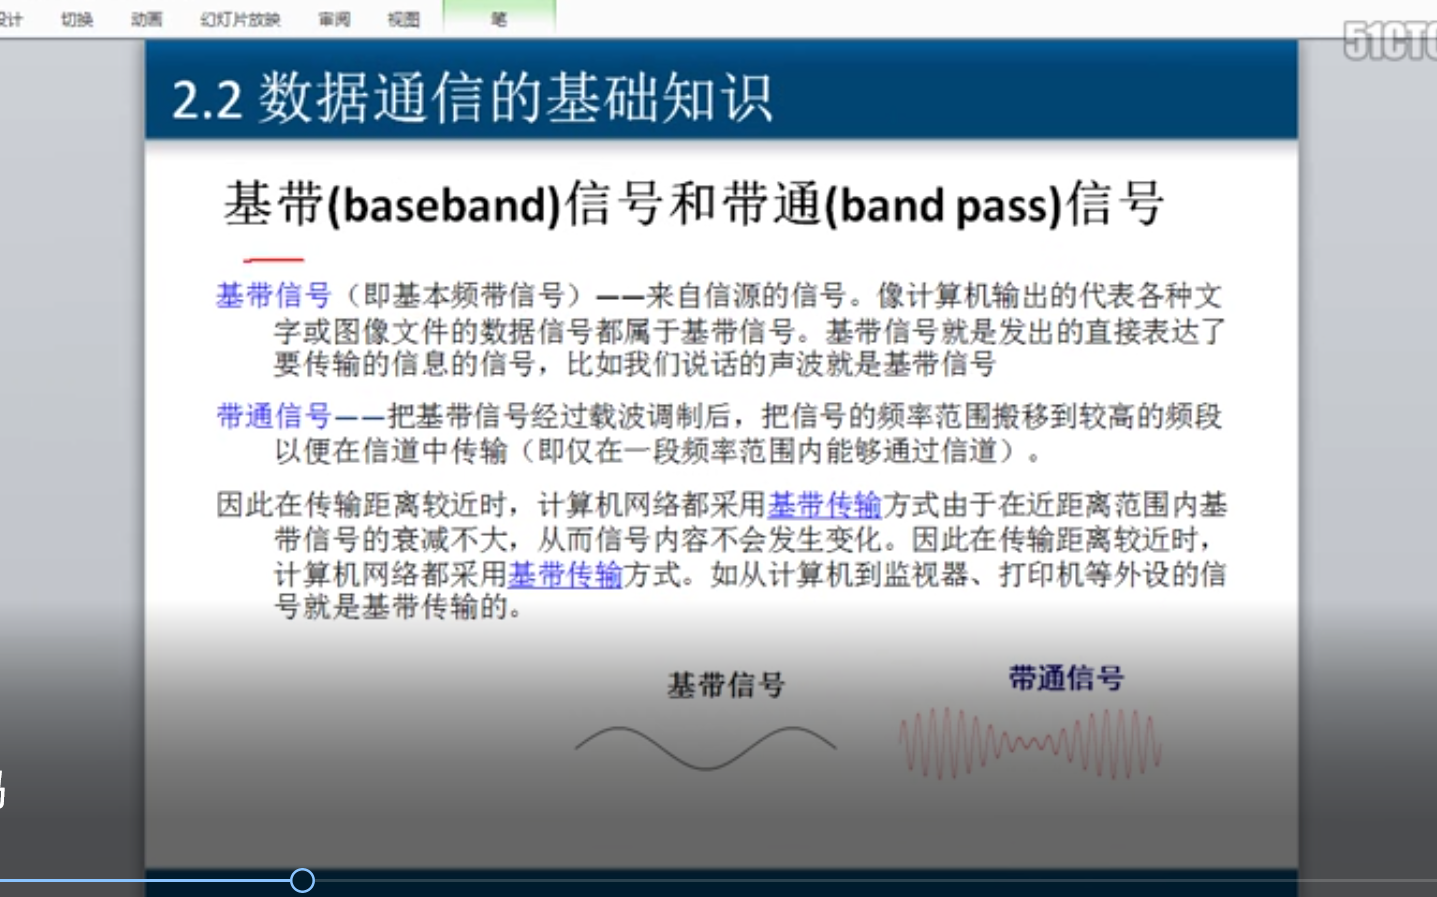 切换 动画 幻灯片放映 审阅 视图 笔
2.2 数据通信的基础知识
基带(baseband)信号和带通(band pass)信号
基带信号（即基本频带信号）——来自信源的信号。像计算机输出的代表各种文
字或图像文件的数据信号都属于基带信号。基带信号就是发出的直接表达了
要传输的信息的信号，比如我们说话的声波就是基带信号
带通信号——把基带信号经过载波调制后，把信号的频率范围搬移到较高的频段
以便在信道中传输（即仅在一段频率范围内能够通过信道）。
因此在传输距离较近时，计算机网络都采用基带传输方式由于在近距离范围内基
带信号的衰减不大，从而信号内容不会发生变化。因此在传输距离较近时，
计算机网络都采用基带传输方式。如从计算机到监视器、打印机等外设的信
号就是基带传输的。
基带信号 带通信号